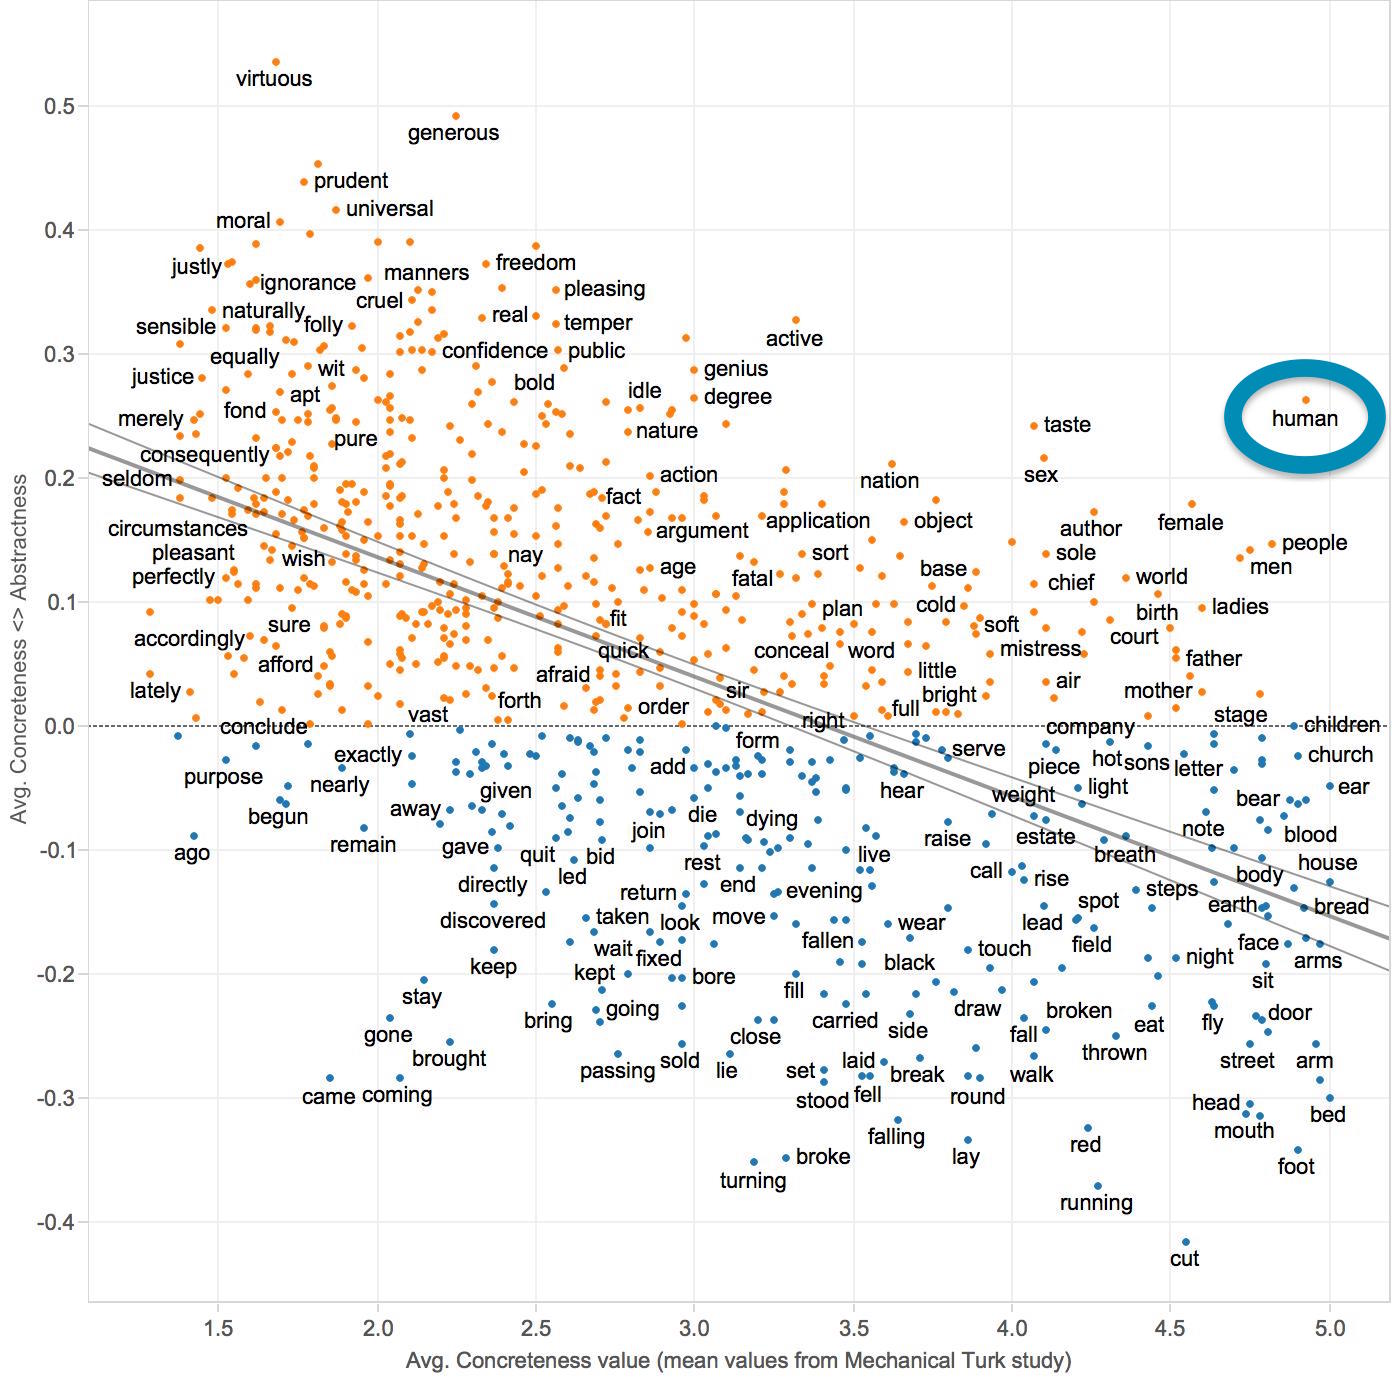 virtuous
0.5
generous
prudent
moral universal
0.4
justly freedom
ignorance manners
cruel pleasing
naturally real
sensible folly temper
active
0.3
equally confidence public
wit genius
justice bold idle
apt degree
merely fond taste human
pure nature
consequently
seldom action sex
0.2
nation
fact
circumstances argument application object author female
pleasant wish nay sort sole people
perfectly age fatal base chief world men
0.1
plan cold birth ladies
sure fit soft
accordingly quick conceal word mistress court
afford afraid little father
lately sir bright air mother
forth order full
vast right stage
0.0
conclude form company children
exactly add serve piece hot sons church
purpose nearly given hear letter
weight light bear ear
begun away die dying
remain join raise estate note blood
-0.1
ago gave quit bid live breath
led rest call house
directly end rise body
return evening steps
discovered taken look move wear lead spot earth bread
wait fixed fallen field
keep touch face
black night arms
-0.2
kept bore sit
stay fill
going draw broken
bring carried door
gone close side fall eat fly
brought thrown
passing sold lie laid street arm
set break walk
-0.3
came coming stood fell round head bed
falling mouth
red
lay
broke foot
turning
running
-0.4
cut
1.5 2.0 2.5 3.0 3.5 4.0 4.5 5.0
Avg. Concreteness value (mean values from Mechanical Turk study)
Avg. Concreteness <> Abstractness